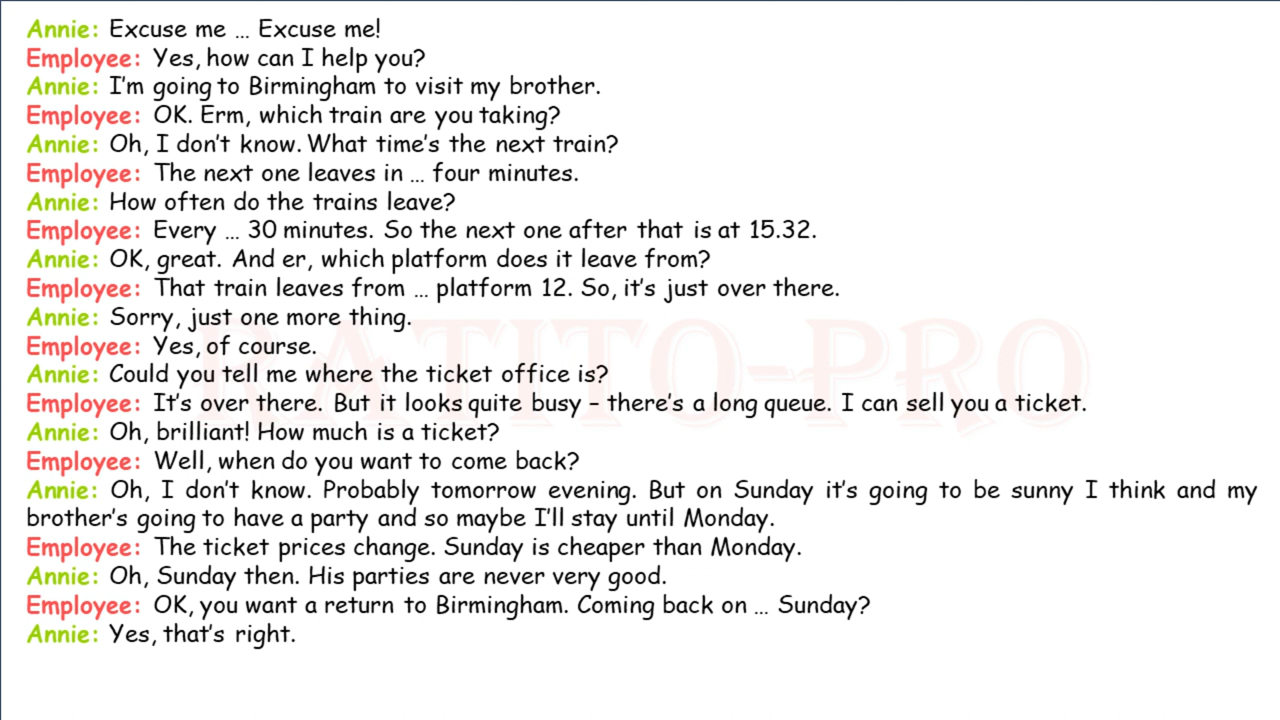 Annie: Excuse me … Excuse me!
Employee: Yes, how can I help you?
Annie: I'm going to Birmingham to visit my brother.
Employee: OK. Erm, which train are you taking?
Annie: Oh, I don't know. What time's the next train?
Employee: The next one leaves in … four minutes.
Annie: How often do the trains leave?
Employee: Every … 30 minutes. So the next one after that is at 15.32.
Annie: OK, great. And er, which platform does it leave from?
Employee: That train leaves from … platform 12. So, it's just over there.
Annie: Sorry, just one more thing.
Employee: Yes, of course.
Annie: Could you tell me where the ticket office is?
Employee: It's over there. But it looks quite busy – there's a long queue. I can sell you a ticket.
Annie: Oh, brilliant! How much is a ticket?
Employee: Well, when do you want to come back?
Annie: Oh, I don't know. Probably tomorrow evening. But on Sunday it's going to be sunny I think and my
brother's going to have a party and so maybe I'll stay until Monday.
Employee: The ticket prices change. Sunday is cheaper than Monday.
Annie: Oh, Sunday then. His parties are never very good.
Employee: OK, you want a return to Birmingham. Coming back on … Sunday?
Annie: Yes, that's right.
RATITO-PRO